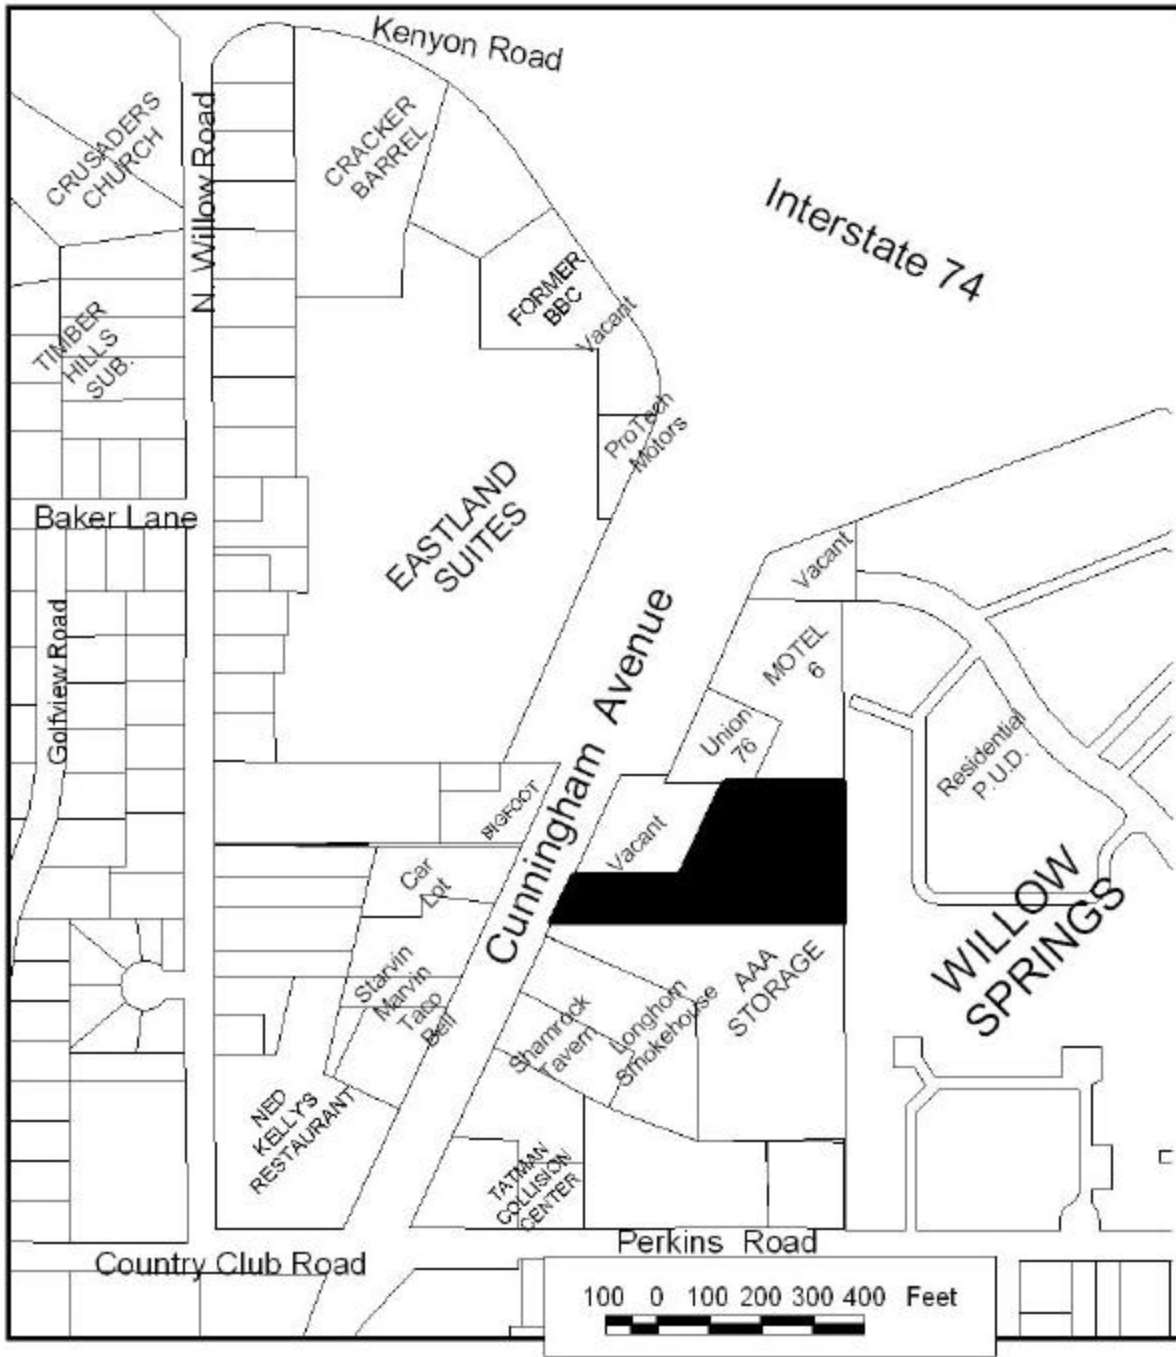 Kenyon Road
N. Willow Road
CRUSADERS
CHURCH
CRACKER
BARREL
Interstate 74
FORMER
BBC
Vacant
TIMBER
HILLS
SUB.
ProTech
Motors
Baker Lane
EASTLAND
SUITES
Vacant
Golfview Road
Cunningham Avenue
MOTEL
6
Union
76
Residential
P.U.D.
BIGFOOT
Vacant
Car
Lot
WILLOW
SPRINGS
Starvin
Marvin
Taco
Bell
Shamrock
Tavern
Longhorn
Smokehouse
AAA
STORAGE
NED
KELLY'S
RESTAURANT
TATMAN
COLLISION
CENTER
Perkins Road
Country Club Road
100 0 100 200 300 400 Feet